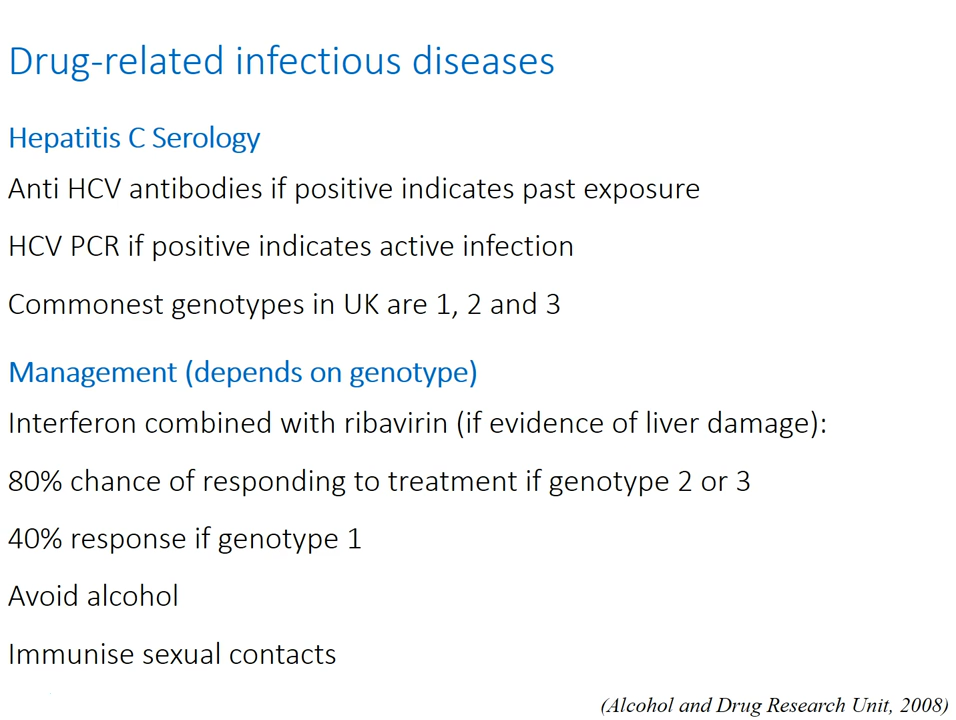 Drug-related infectious diseases
Hepatitis C Serology
Anti HCV antibodies if positive indicates past exposure
HCV PCR if positive indicates active infection
Commonest genotypes in UK are 1, 2 and 3
Management (depends on genotype)
Interferon combined with ribavirin (if evidence of liver damage):
80% chance of responding to treatment if genotype 2 or 3
40% response if genotype 1
Avoid alcohol
Immunise sexual contacts
(Alcohol and Drug Research Unit, 2008)